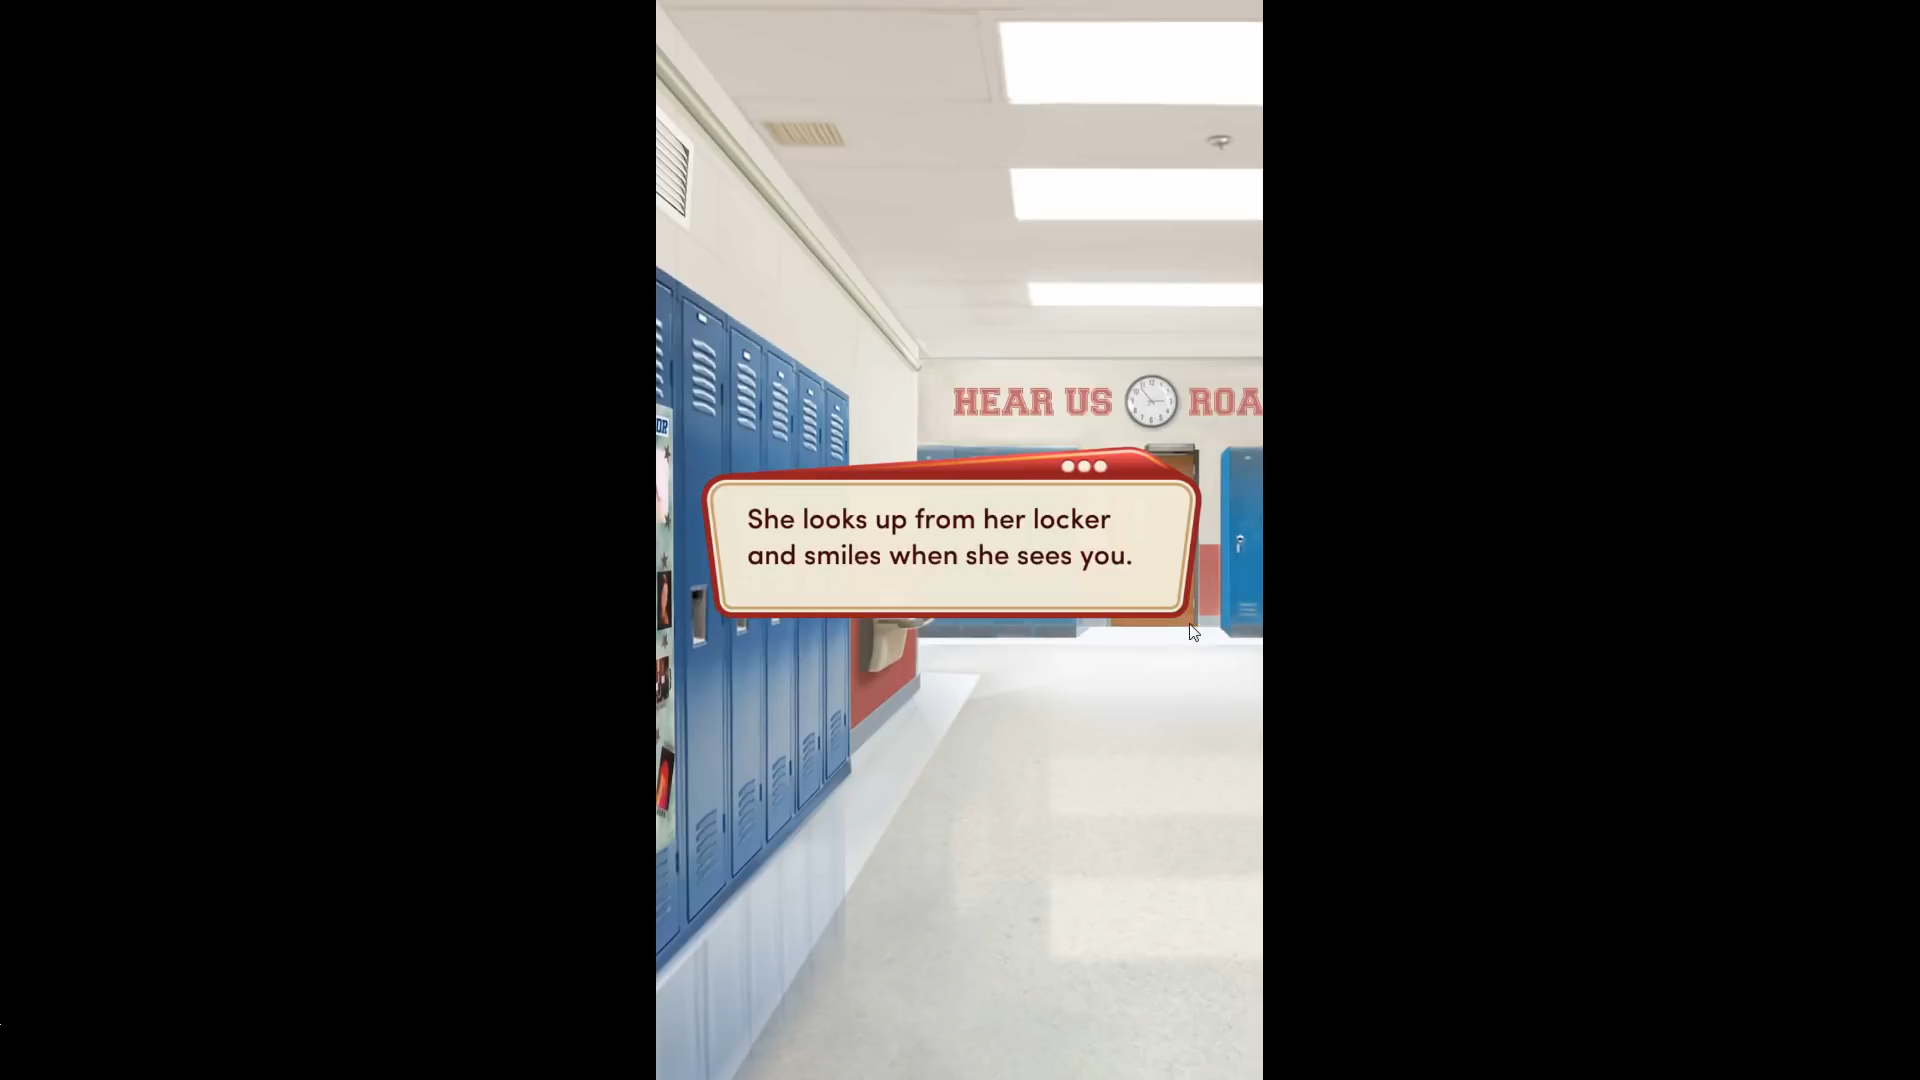 HEAR US ROA
She looks up from her locker
and smiles when she sees you.